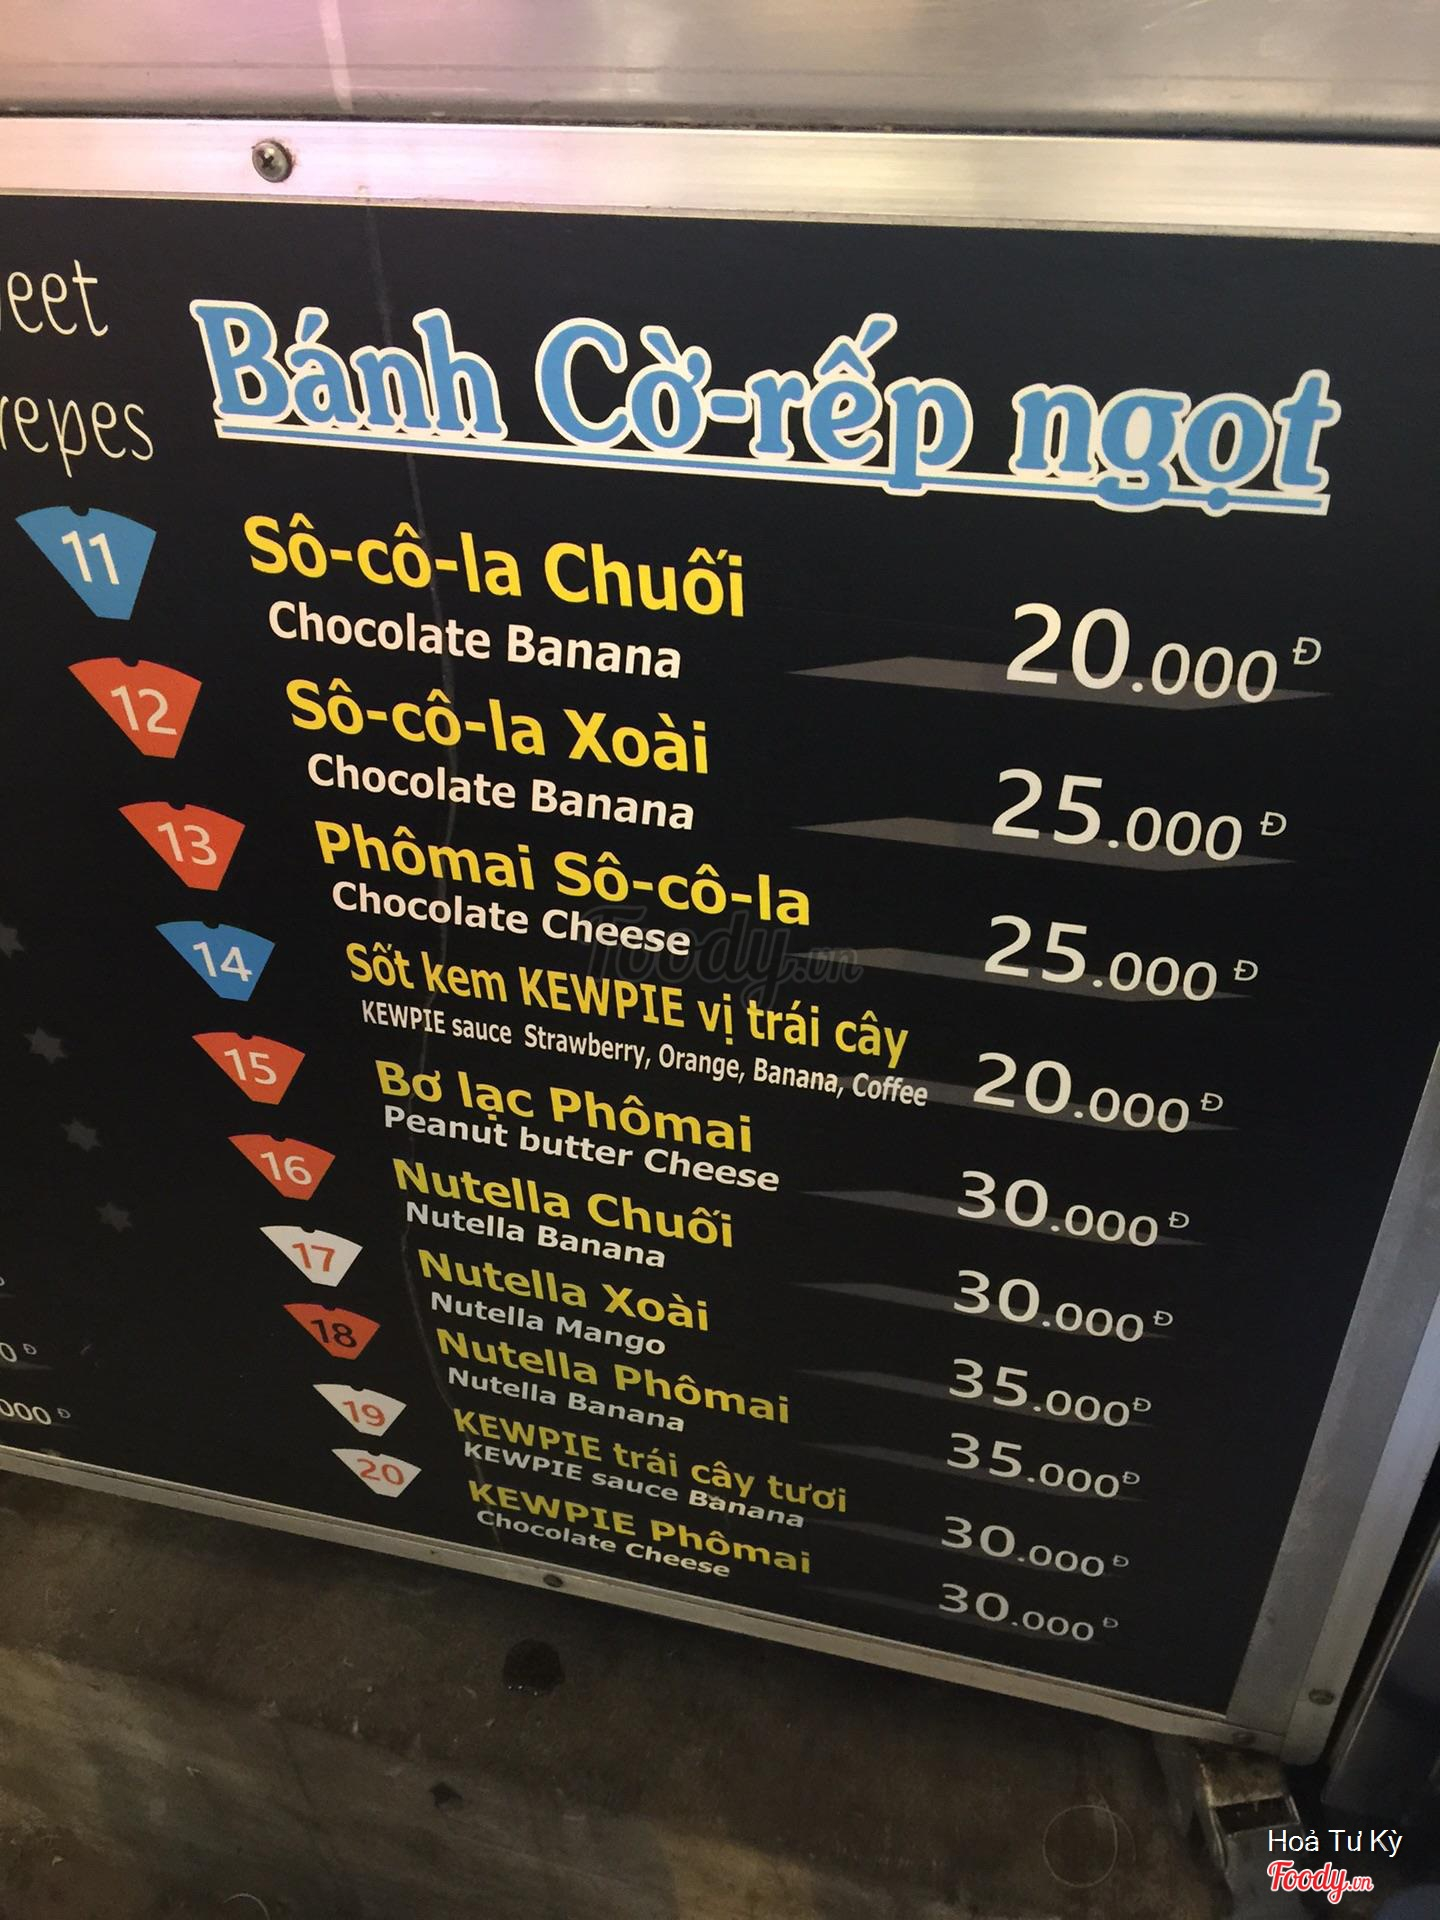 eet
repes
Bánh Cờ-rếp ngọt
11 Sô-cô-la Chuối 20.000 Đ
Chocolate Banana
12 Sô-cô-la Xoài 25.000 Đ
Chocolate Banana
13 Phômai Sô-cô-la 25.000 Đ
Chocolate Cheese
14 Sốt kem KEWPIE vị trái cây 20.000 Đ
KEWPIE sauce Strawberry, Orange, Banana, Coffee
15 Bơ lạc Phômai 30.000 Đ
Peanut butter Cheese
16 Nutella Chuối 30.000 Đ
Nutella Banana
17 Nutella Xoài 35.000 Đ
Nutella Mango
18 Nutella Phômai 35.000 Đ
Nutella Banana
19 KEWPIE trái cây tươi 30.000 Đ
KEWPIE sauce Banana
20 KEWPIE Phômai 30.000 Đ
Chocolate Cheese
0 Đ
000 Đ
Foody.vn
Hoả Tư Kỳ
Foody.vn